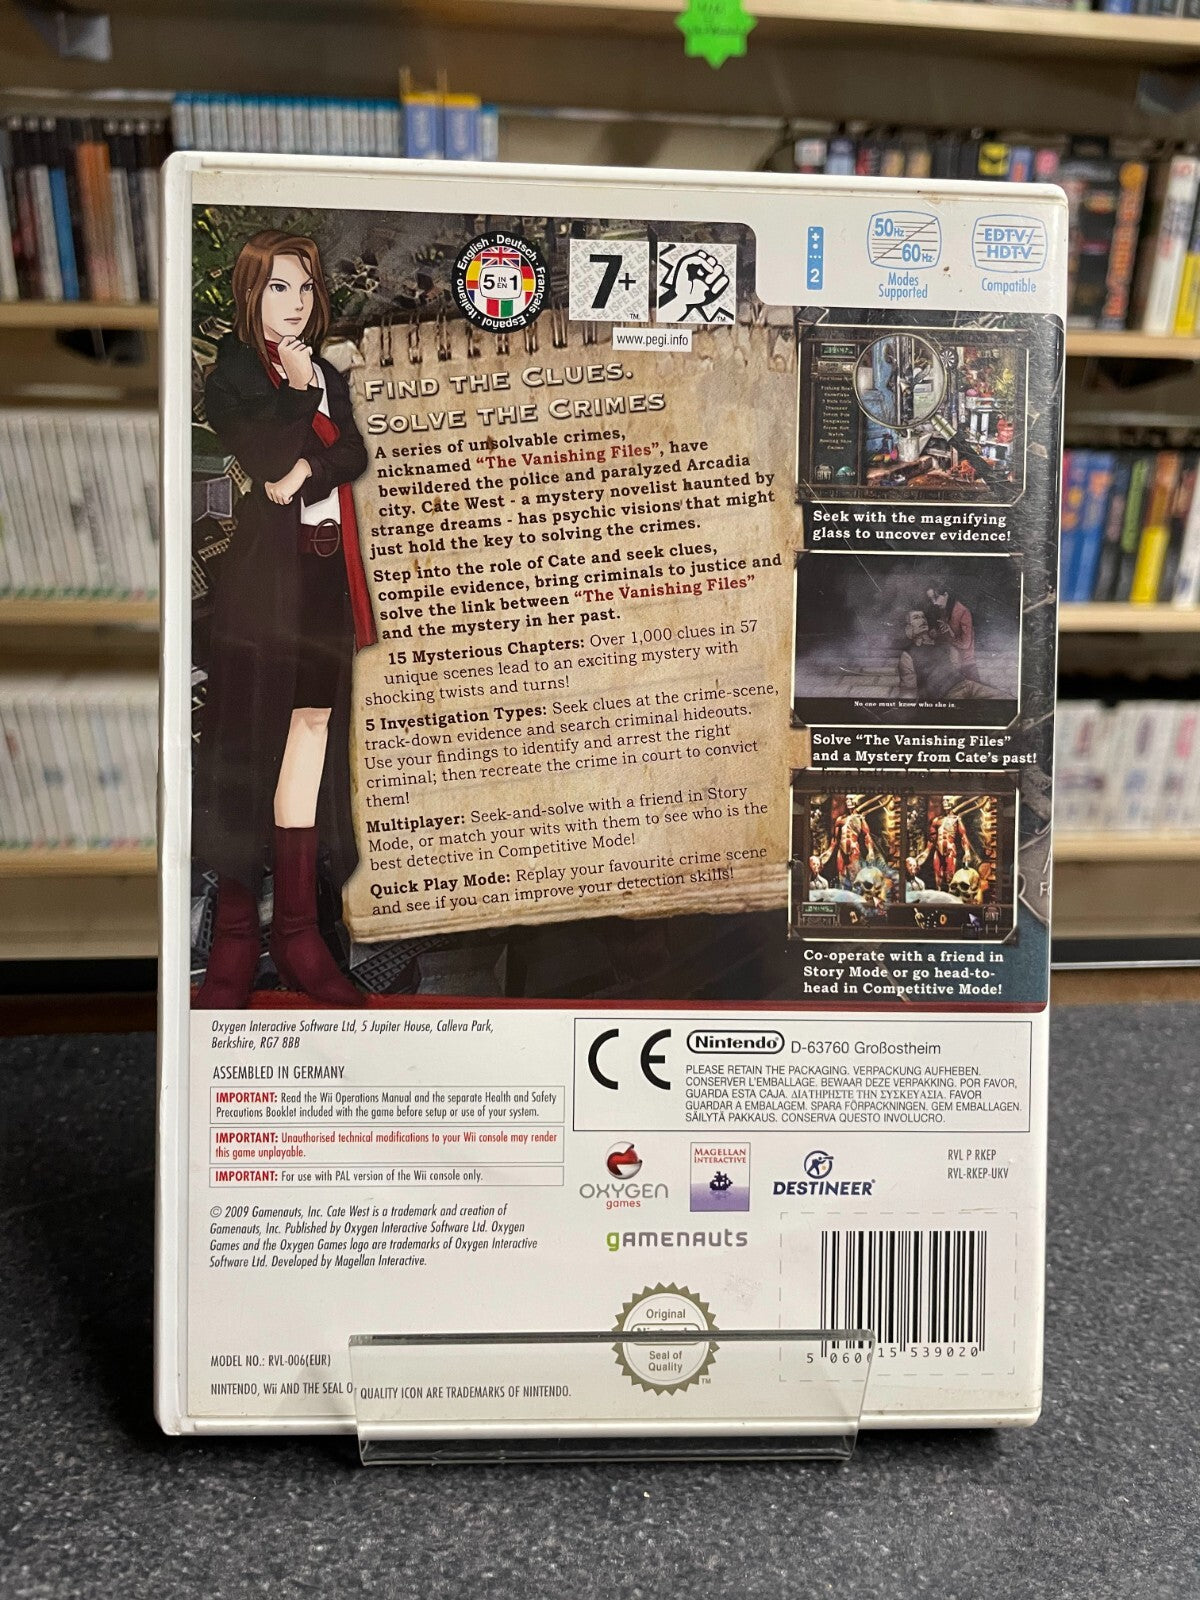 English · Deutsch · Français · Español · Italiano
5 IN EN 1
7+
TM
TM
www.pegi.info
2
50Hz
60Hz
Modes
Supported
EDTV/
HDTV
Compatible
FIND THE CLUES.
SOLVE THE CRIMES
A series of unsolvable crimes,
nicknamed “The Vanishing Files”, have
bewildered the police and paralyzed Arcadia
city. Cate West - a mystery novelist haunted by
strange dreams - has psychic visions that might
just hold the key to solving the crimes.
Step into the role of Cate and seek clues,
compile evidence, bring criminals to justice and
solve the link between “The Vanishing Files”
and the mystery in her past.
15 Mysterious Chapters: Over 1,000 clues in 57
unique scenes lead to an exciting mystery with
shocking twists and turns!
5 Investigation Types: Seek clues at the crime-scene,
track-down evidence and search criminal hideouts.
Use your findings to identify and arrest the right
criminal; then recreate the crime in court to convict
them!
Multiplayer: Seek-and-solve with a friend in Story
Mode, or match your wits with them to see who is the
best detective in Competitive Mode!
Quick Play Mode: Replay your favourite crime scene
and see if you can improve your detection skills!
Seek with the magnifying
glass to uncover evidence!
No one must know who she is.
Solve “The Vanishing Files”
and a Mystery from Cate's past!
Co-operate with a friend in
Story Mode or go head-to-
head in Competitive Mode!
Oxygen Interactive Software Ltd, 5 Jupiter House, Calleva Park,
Berkshire, RG7 8BB
ASSEMBLED IN GERMANY
IMPORTANT: Read the Wii Operations Manual and the separate Health and Safety
Precautions Booklet included with the game before setup or use of your system.
IMPORTANT: Unauthorised technical modifications to your Wii console may render
this game unplayable.
IMPORTANT: For use with PAL version of the Wii console only.
© 2009 Gamenauts, Inc. Cate West is a trademark and creation of
Gamenauts, Inc. Published by Oxygen Interactive Software Ltd. Oxygen
Games and the Oxygen Games logo are trademarks of Oxygen Interactive
Software Ltd. Developed by Magellan Interactive.
MODEL NO.: RVL-006(EUR)
NINTENDO, Wii AND THE SEAL O QUALITY ICON ARE TRADEMARKS OF NINTENDO.
CE
Nintendo® D-63760 Großostheim
PLEASE RETAIN THE PACKAGING. VERPACKUNG AUFHEBEN.
CONSERVER L'EMBALLAGE. BEWAAR DEZE VERPAKKING. POR FAVOR,
GUARDA ESTA CAJA. ΔΙΑΤΗΡΗΣΤΕ ΤΗΝ ΣΥΣΚΕΥΑΣΙΑ. FAVOR
GUARDAR A EMBALAGEM. SPARA FÖRPACKNINGEN. GEM EMBALLAGEN.
SÄILYTÄ PAKKAUS. CONSERVA QUESTO INVOLUCRO.
OXYGEN
games
MAGELLAN
INTERACTIVE
DESTINEER
RVL P RKEP
RVL-RKEP-UKV
gamenauts
Original
Seal of
Quality
TM
5 060 15 539020